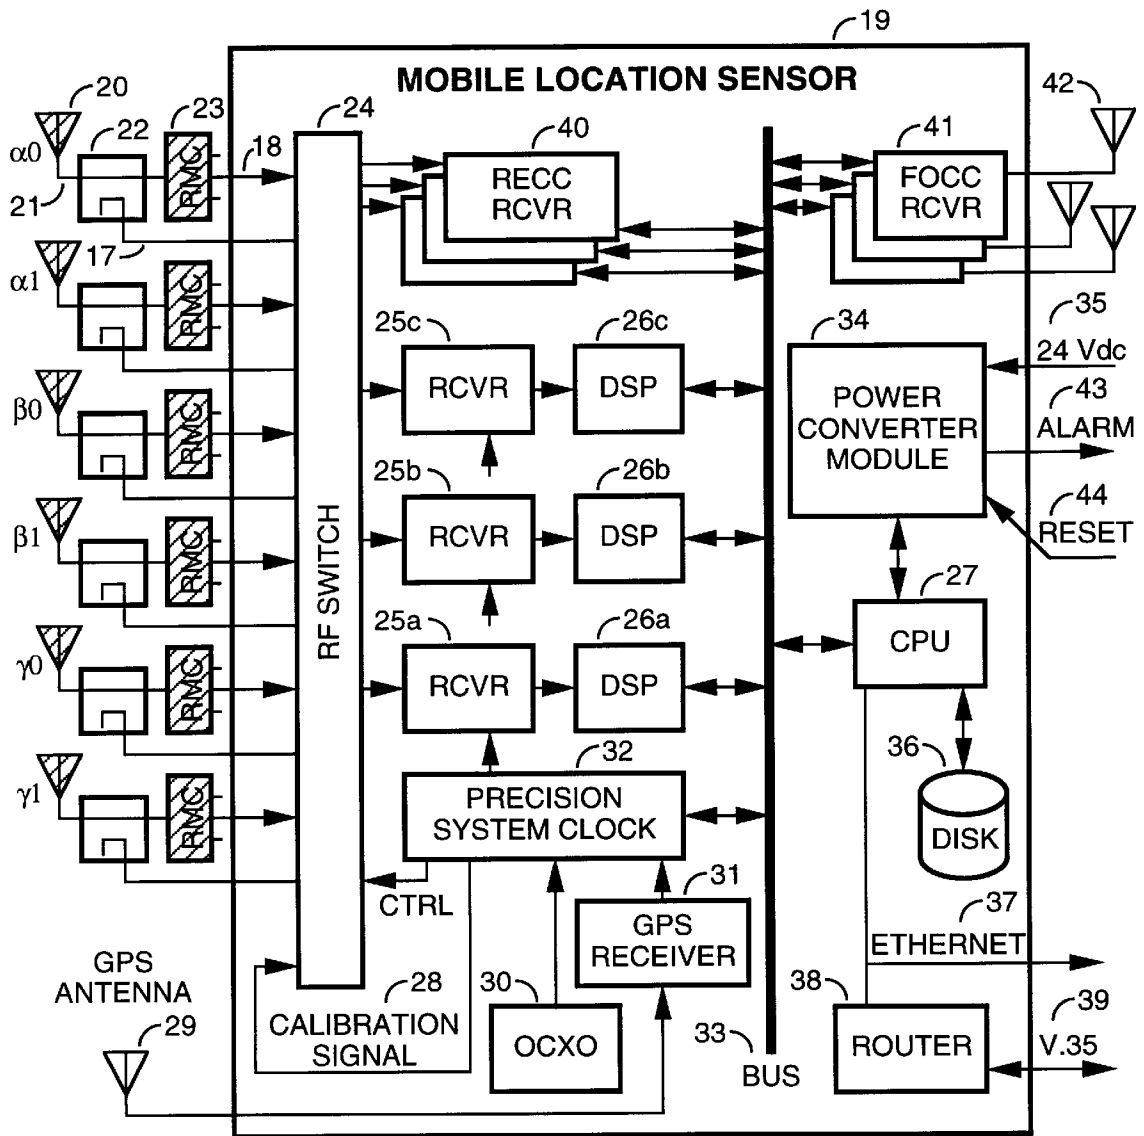 19
MOBILE LOCATION SENSOR
20
22
23
24
40
41
42
α0
RMC
18
RECC
RCVR
FOCC
RCVR
21
17
α1
RMC
25c
26c
34
35
24 Vdc
RCVR
DSP
POWER
CONVERTER
MODULE
43
ALARM
β0
RMC
25b
26b
44
RESET
β1
RMC
RF SWITCH
RCVR
DSP
27
CPU
25a
26a
γ0
RMC
RCVR
DSP
32
36
γ1
RMC
PRECISION
SYSTEM CLOCK
DISK
CTRL
31
37
ETHERNET
GPS
RECEIVER
GPS
ANTENNA
28
30
38
39
29
CALIBRATION
SIGNAL
OCXO
33
BUS
ROUTER
V.35